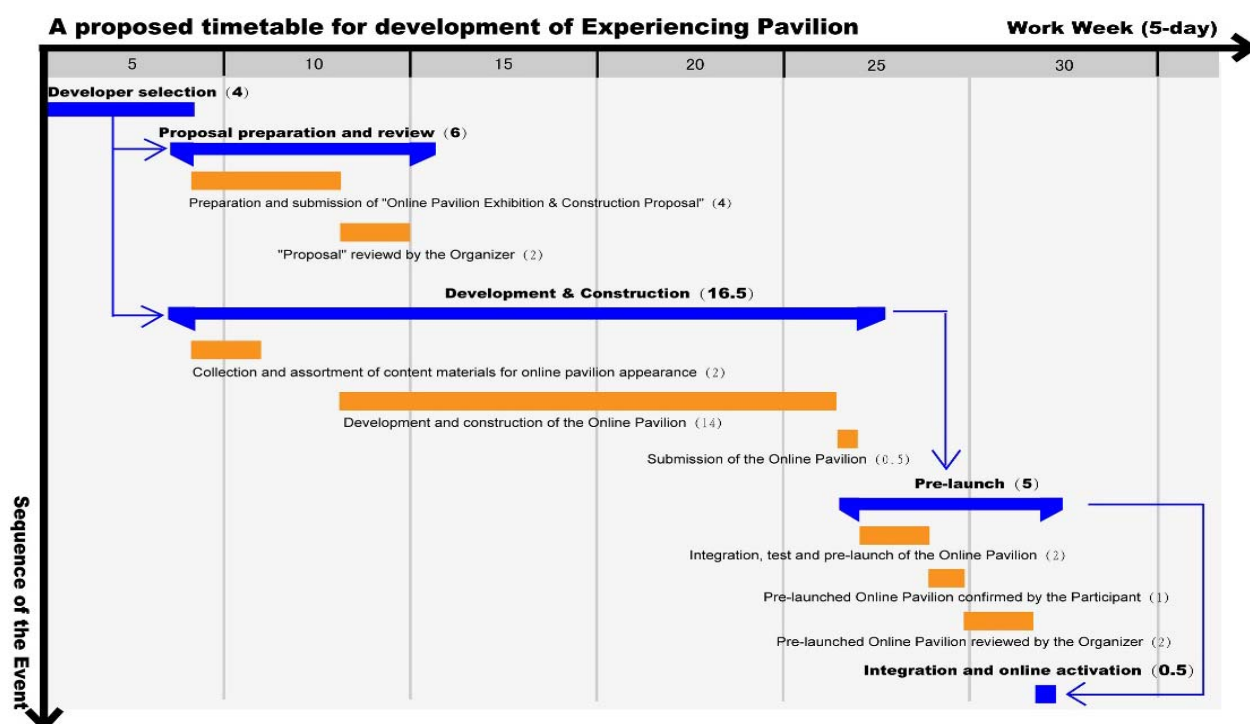 A proposed timetable for development of Experiencing Pavilion
Work Week (5-day)
5 10 15 20 25 30
Developer selection (4)
Proposal preparation and review (6)
Preparation and submission of "Online Pavilion Exhibition & Construction Proposal" (4)
"Proposal" reviewd by the Organizer (2)
Development & Construction (16.5)
Collection and assortment of content materials for online pavilion appearance (2)
Development and construction of the Online Pavilion (14)
Submission of the Online Pavilion (0.5)
Pre-launch (5)
Integration, test and pre-launch of the Online Pavilion (2)
Pre-launched Online Pavilion confirmed by the Participant (1)
Pre-launched Online Pavilion reviewed by the Organizer (2)
Integration and online activation (0.5)
Sequence of the Event